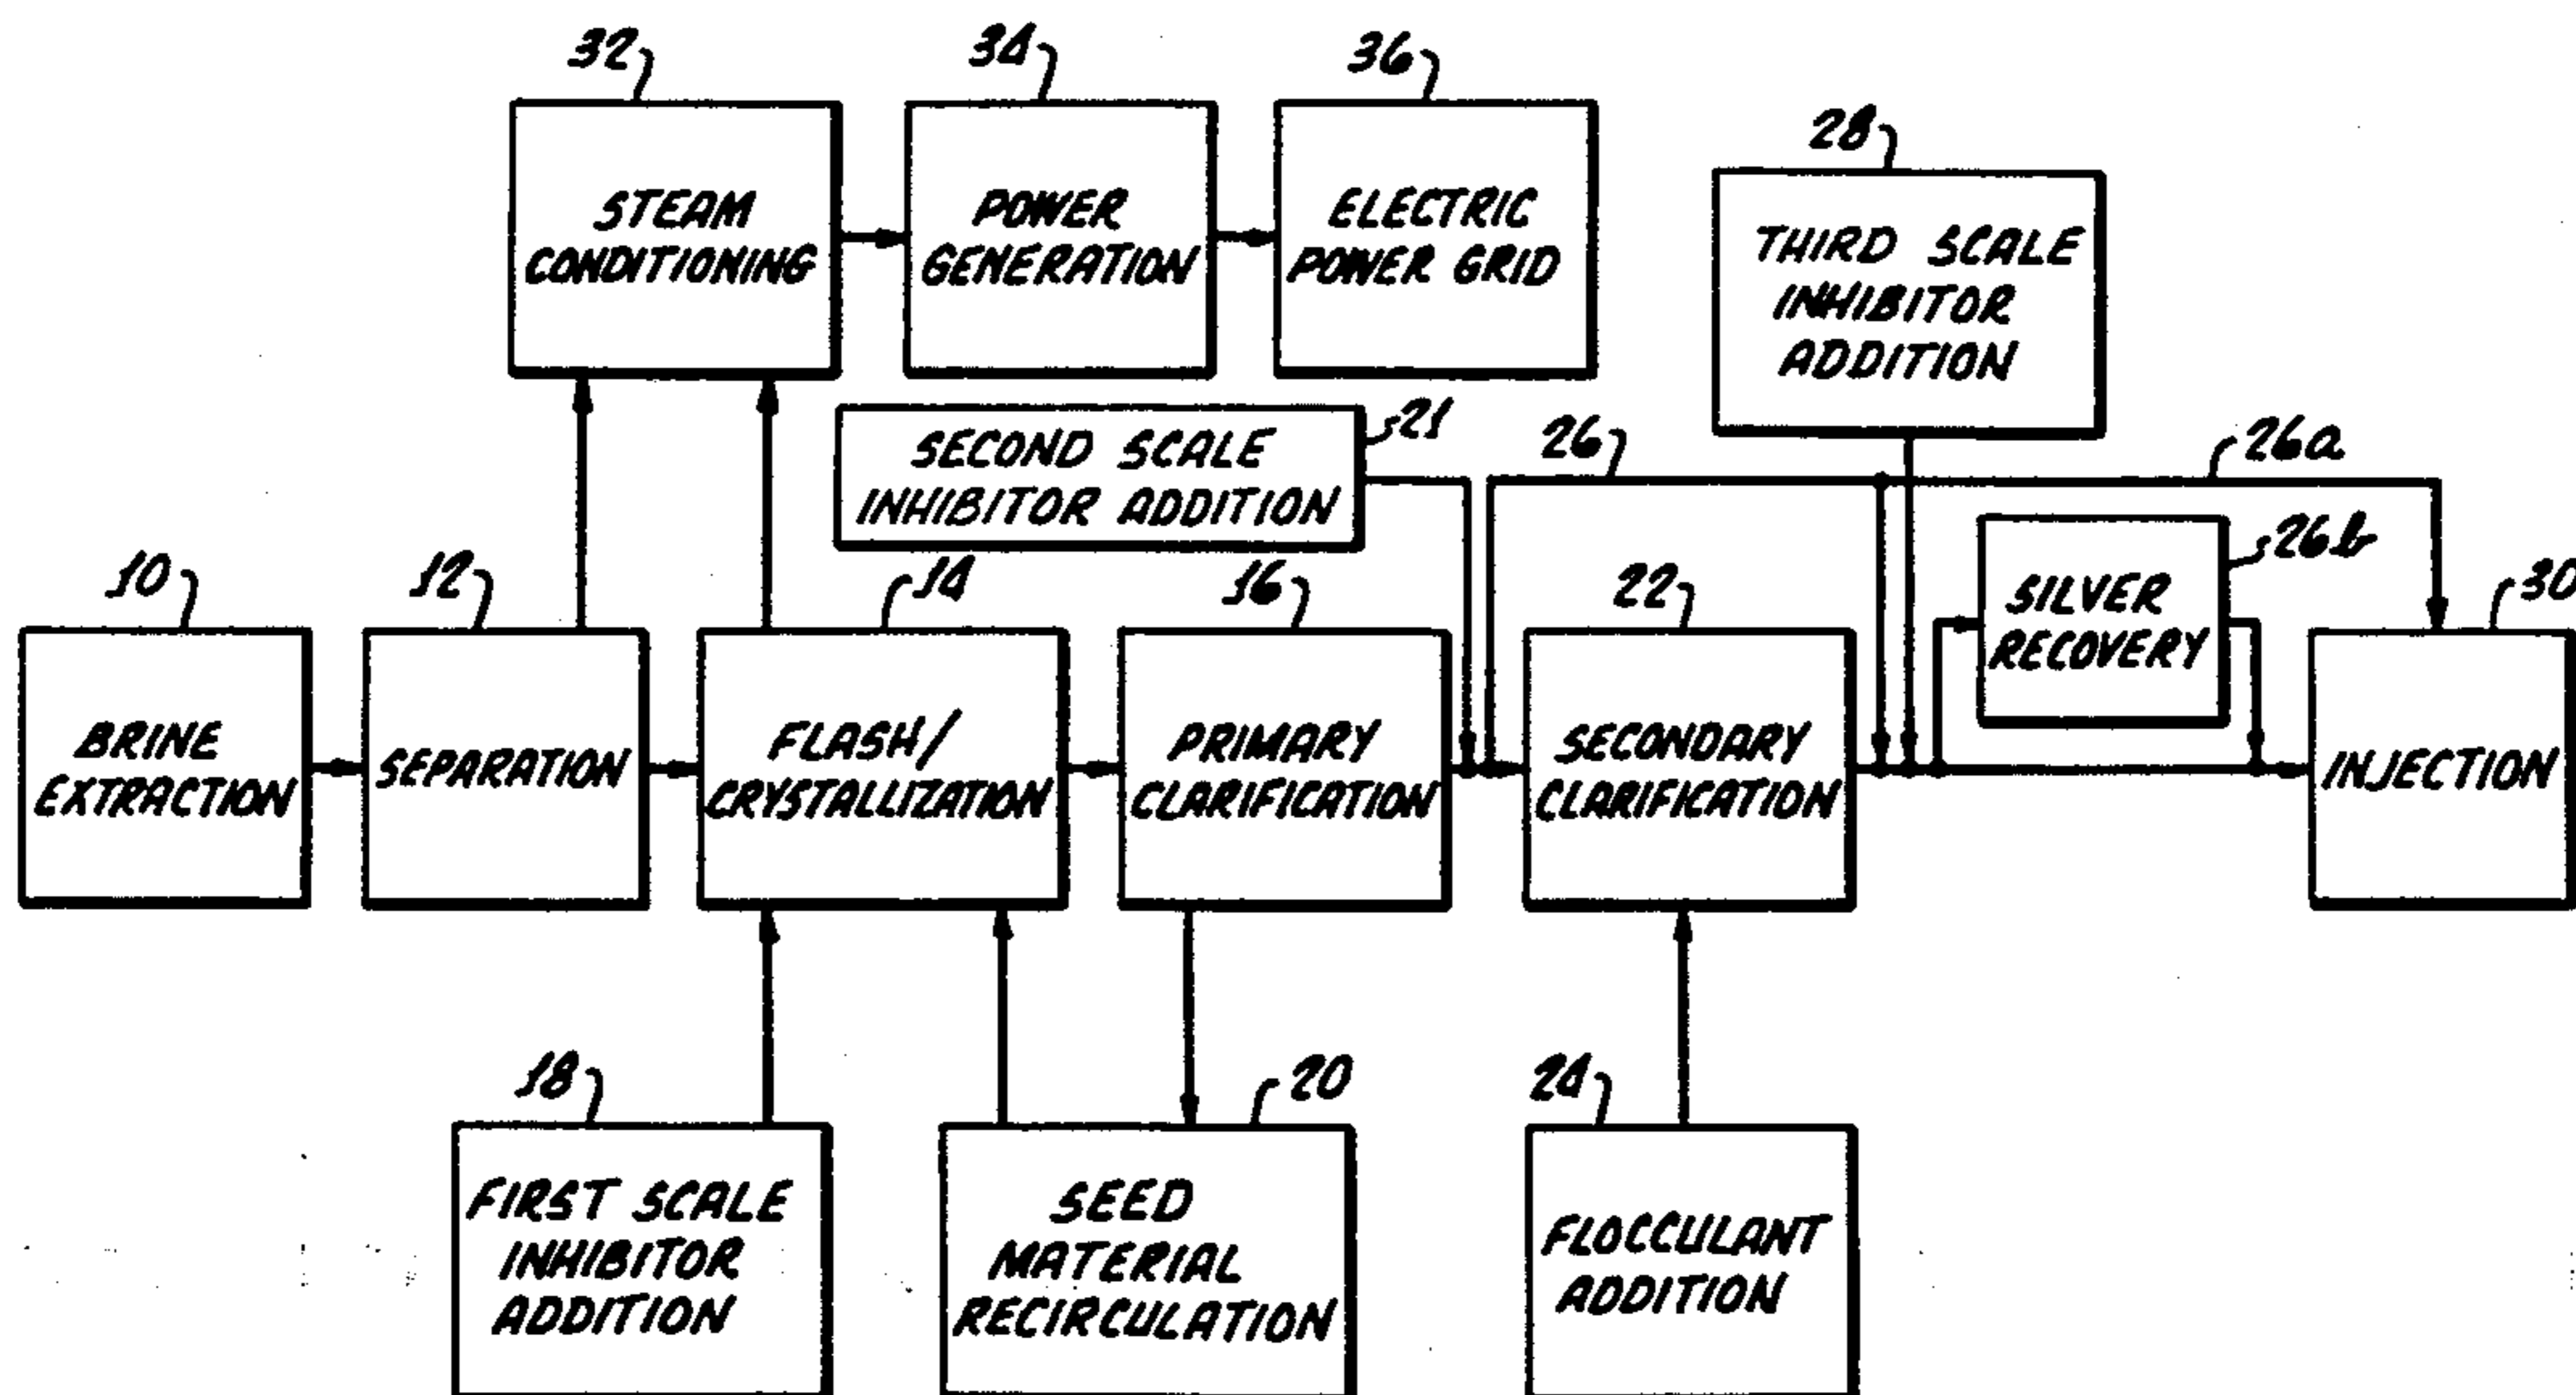 32
34
36
28
STEAM
CONDITIONING
POWER
GENERATION
ELECTRIC
POWER GRID
THIRD SCALE
INHIBITOR
ADDITION
SECOND SCALE
INHIBITOR ADDITION
21
26
26a
26b
10
12
14
16
22
30
BRINE
EXTRACTION
SEPARATION
FLASH/
CRYSTALLIZATION
PRIMARY
CLARIFICATION
SECONDARY
CLARIFICATION
SILVER
RECOVERY
INJECTION
18
20
24
FIRST SCALE
INHIBITOR
ADDITION
SEED
MATERIAL
RECIRCULATION
FLOCCULANT
ADDITION